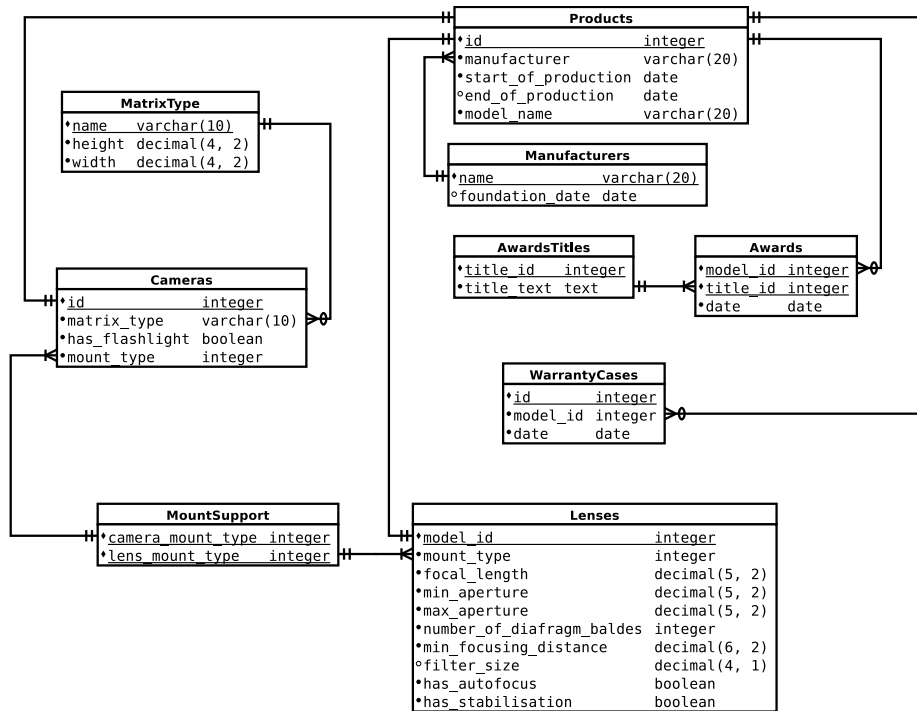 Products
id integer
manufacturer varchar(20)
start_of_production date
end_of_production date
model_name varchar(20)
MatrixType
name varchar(10)
height decimal(4, 2)
width decimal(4, 2)
Manufacturers
name varchar(20)
foundation_date date
AwardsTitles
title_id integer
title_text text
Awards
model_id integer
title_id integer
date date
Cameras
id integer
matrix_type varchar(10)
has_flashlight boolean
mount_type integer
WarrantyCases
id integer
model_id integer
date date
MountSupport
camera_mount_type integer
lens_mount_type integer
Lenses
model_id integer
mount_type integer
focal_length decimal(5, 2)
min_aperture decimal(5, 2)
max_aperture decimal(5, 2)
number_of_diafragm_baldes integer
min_focusing_distance decimal(6, 2)
filter_size decimal(4, 1)
has_autofocus boolean
has_stabilisation boolean